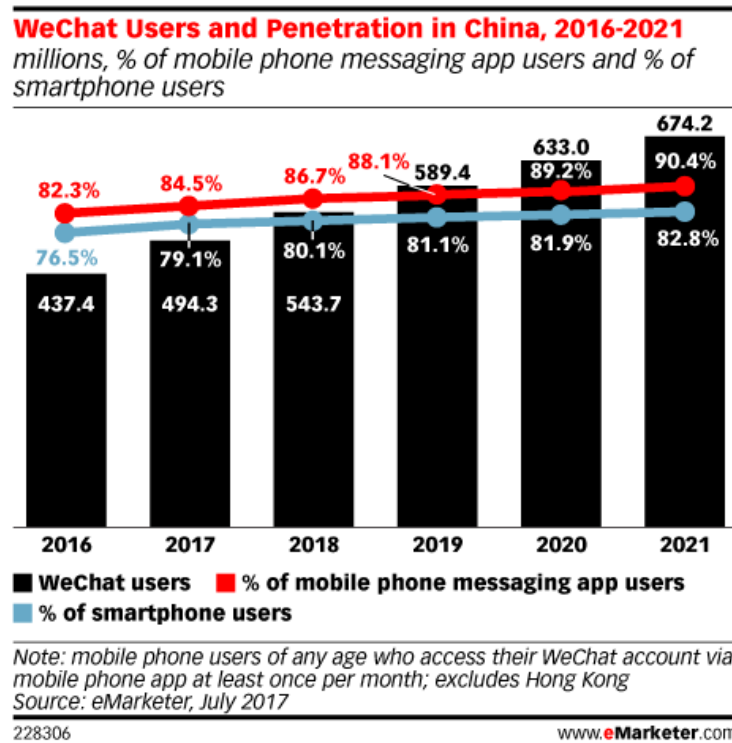 WeChat Users and Penetration in China, 2016-2021
millions, % of mobile phone messaging app users and % of
smartphone users
674.2
633.0
589.4
88.1%
89.2%
90.4%
86.7%
84.5%
82.3%
76.5%
79.1%
80.1%
81.1%
81.9%
82.8%
437.4
494.3
543.7
2016 2017 2018 2019 2020 2021
WeChat users % of mobile phone messaging app users
% of smartphone users
Note: mobile phone users of any age who access their WeChat account via
mobile phone app at least once per month; excludes Hong Kong
Source: eMarketer, July 2017
228306 www.eMarketer.com